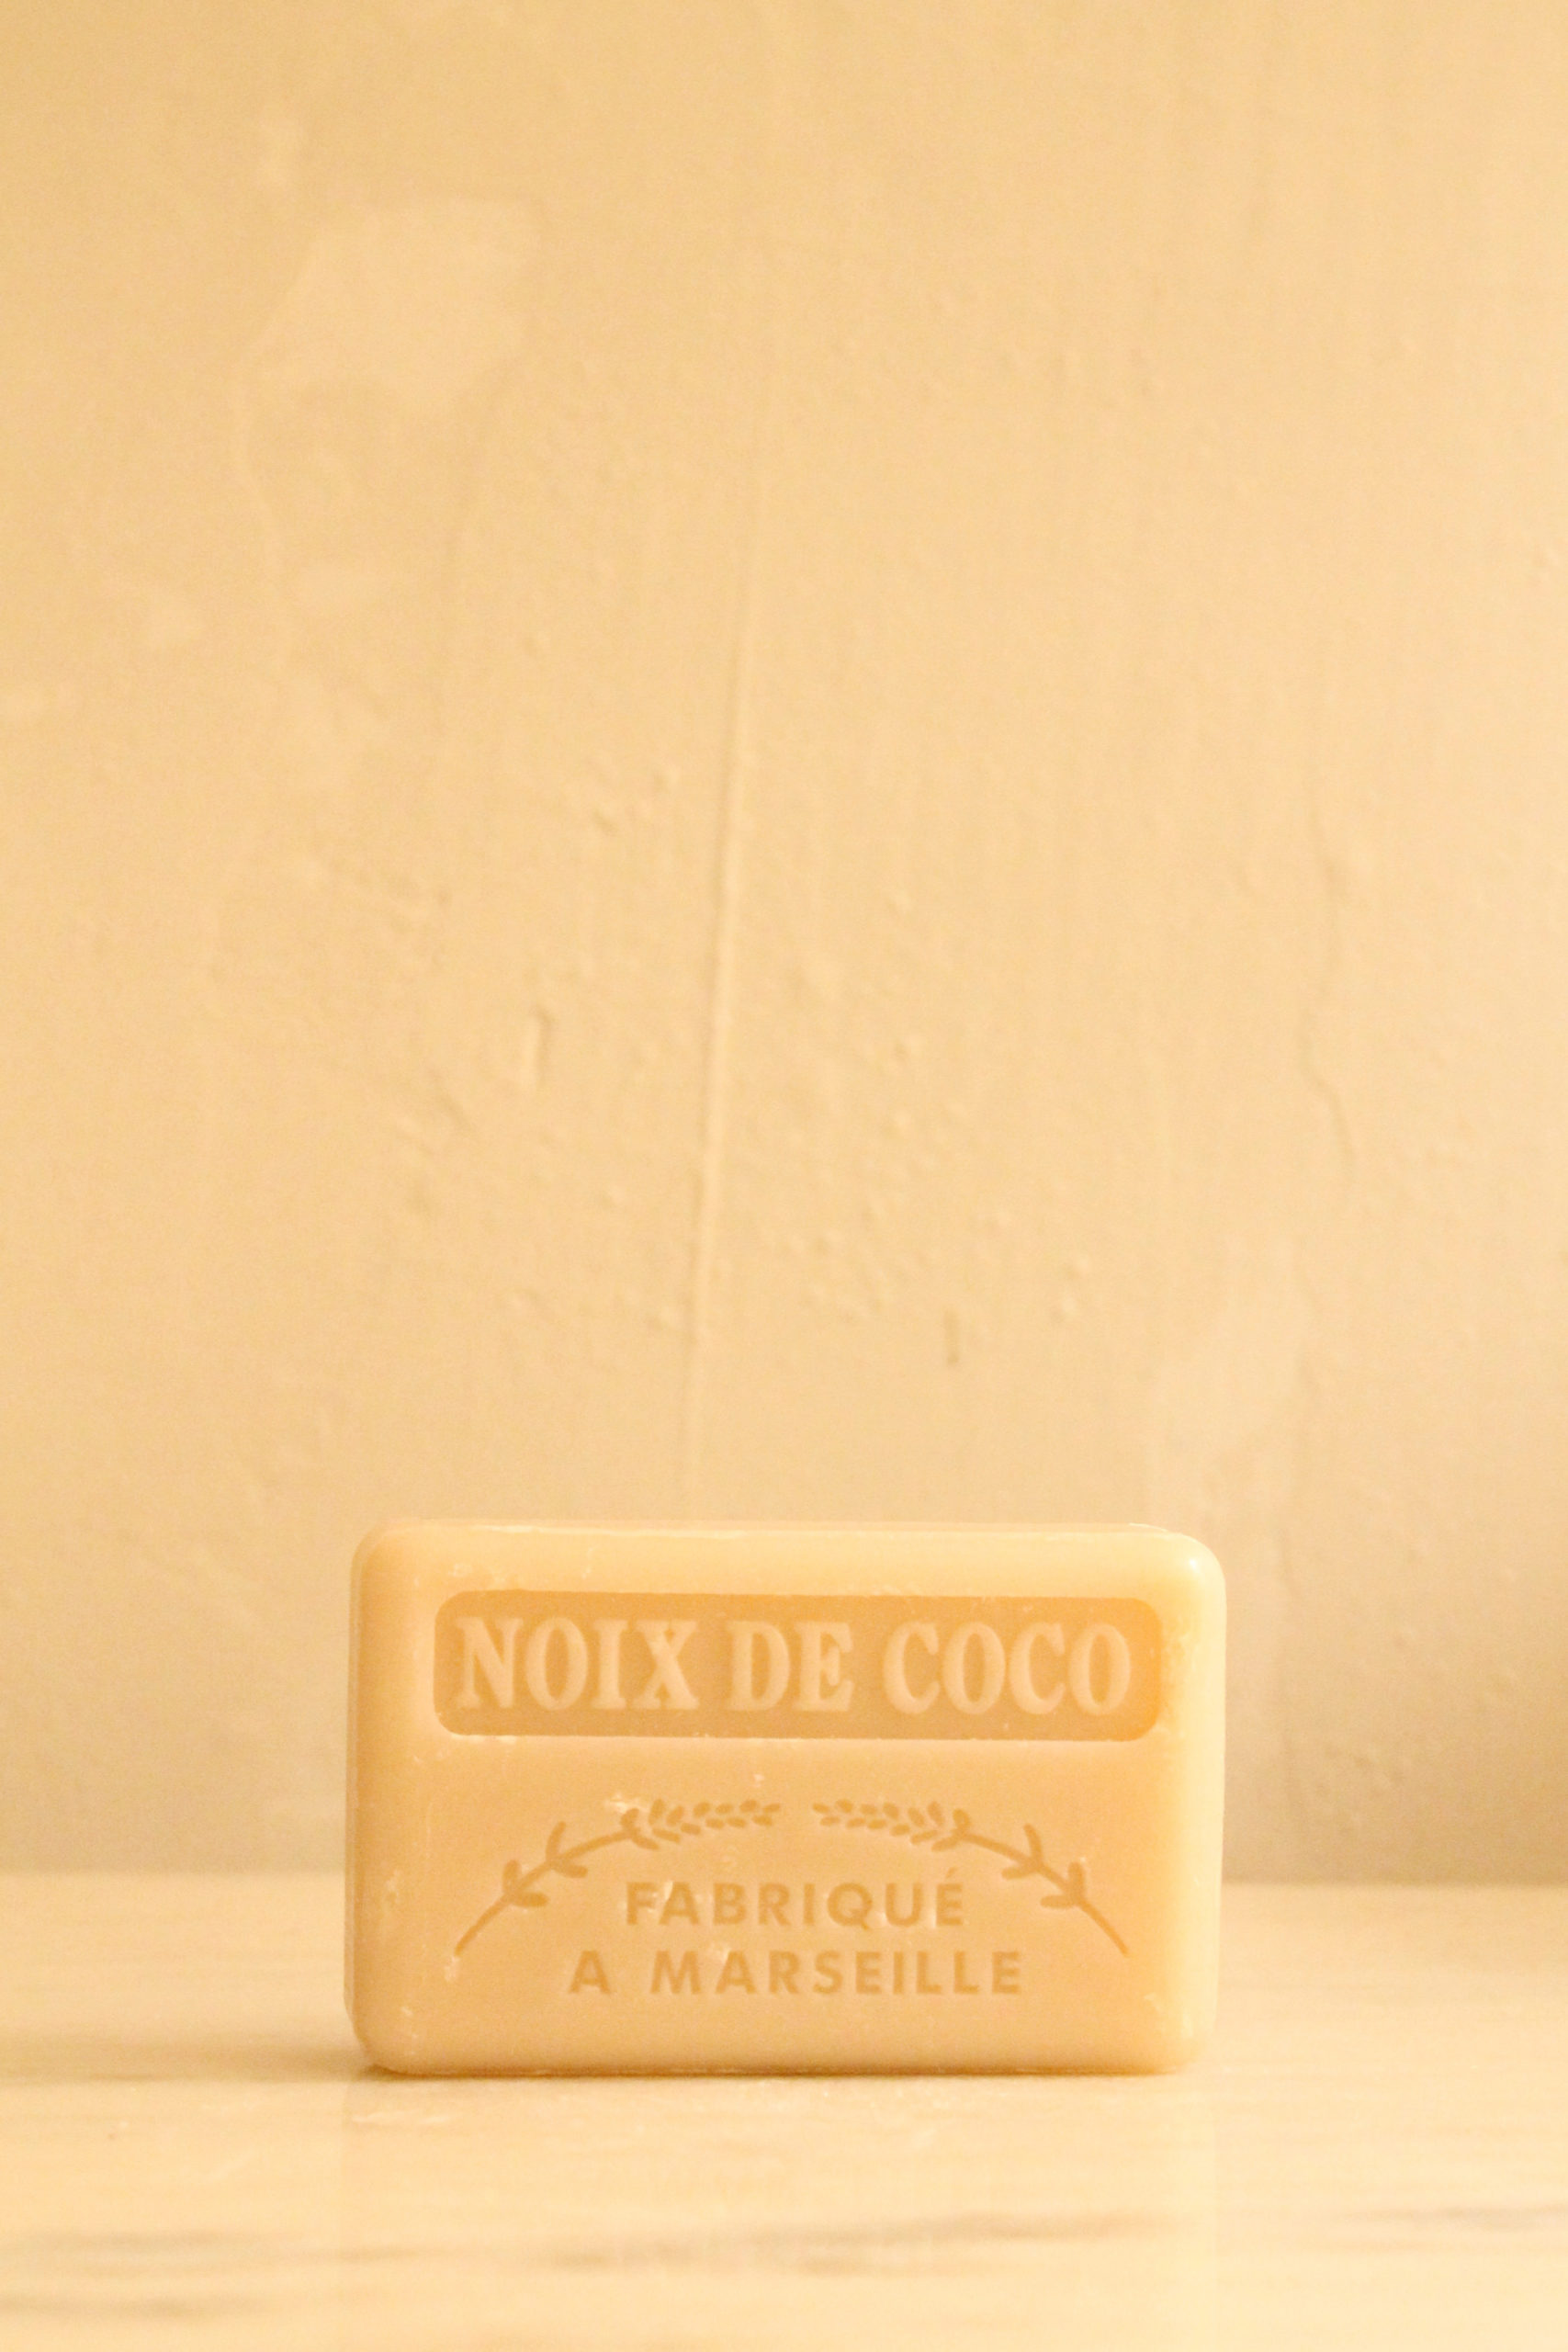 NOIX DE COCO
FABRIQUÉ
A MARSEILLE